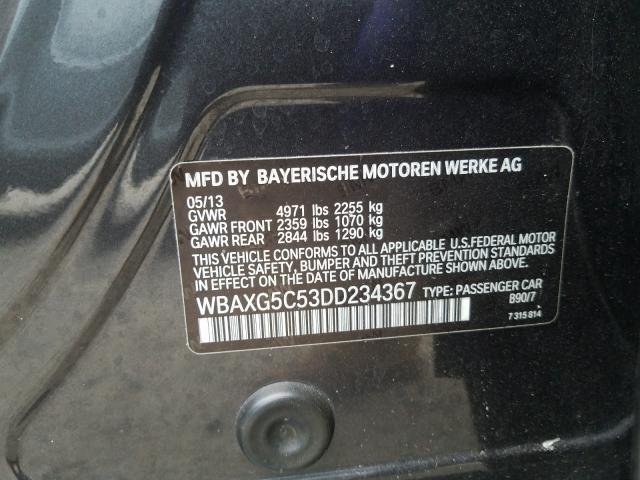 MFD BY BAYERISCHE MOTOREN WERKE AG
05/13
GVWR 4971 lbs 2255 kg
GAWR FRONT 2359 lbs 1070 kg
GAWR REAR 2844 lbs 1290 kg
THIS VEHICLE CONFORMS TO ALL APPLICABLE U.S.FEDERAL MOTOR
VEHICLE SAFETY, BUMPER AND THEFT PREVENTION STANDARDS
IN EFFECT ON THE DATE OF MANUFACTURE SHOWN ABOVE.
WBAXG5C53DD234367 TYPE: PASSENGER CAR
B90/7
7 315 814